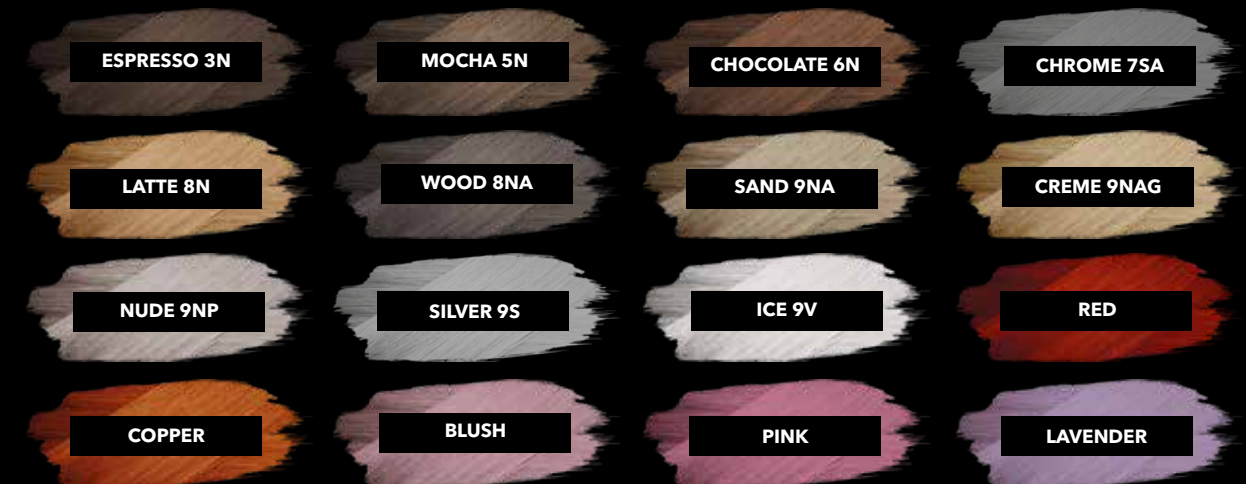 ESPRESSO 3N
MOCHA 5N
CHOCOLATE 6N
CHROME 7SA
LATTE 8N
WOOD 8NA
SAND 9NA
CREME 9NAG
NUDE 9NP
SILVER 9S
ICE 9V
RED
COPPER
BLUSH
PINK
LAVENDER